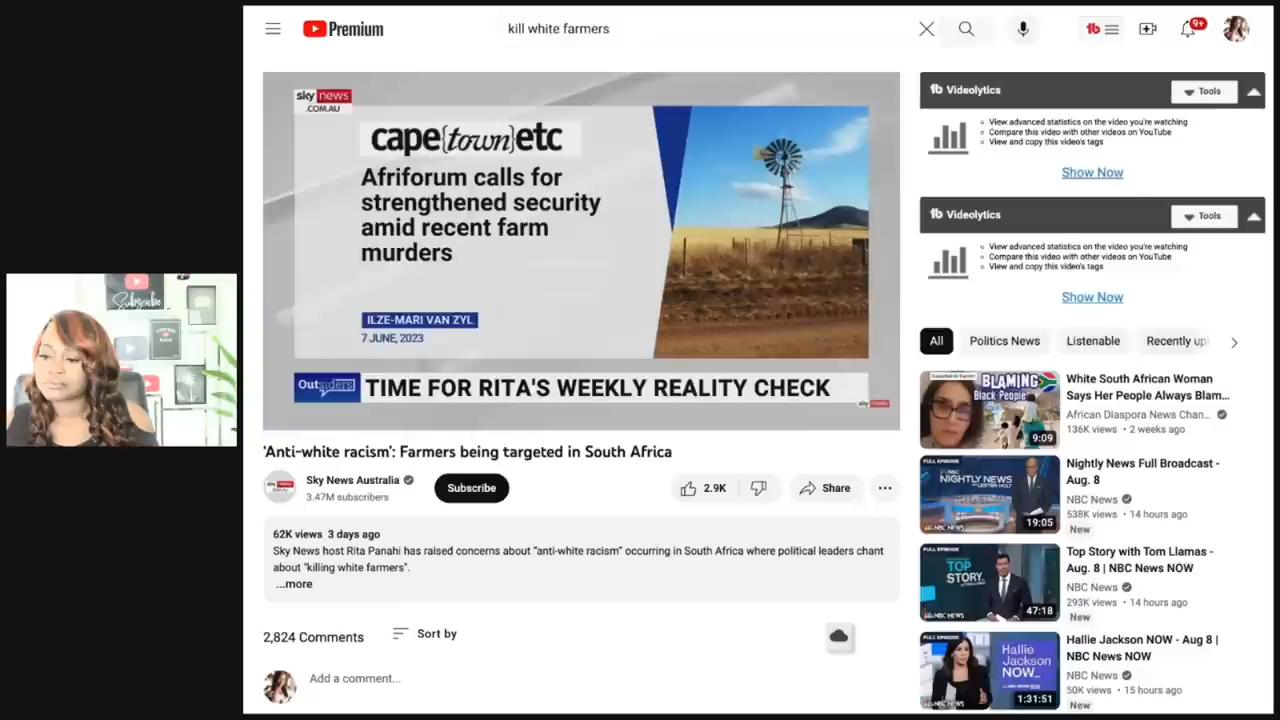 Premium
kill white farmers
9+
sky news
.COM.AU
cape{town}etc
Afriforum calls for
strengthened security
amid recent farm
murders
ILZE-MARI VAN ZYL
7 JUNE, 2023
Outsiders
TIME FOR RITA'S WEEKLY REALITY CHECK
sky news
'Anti-white racism': Farmers being targeted in South Africa
Sky News Australia
3.47M subscribers
Subscribe
2.9K
Share
62K views 3 days ago
Sky News host Rita Panahi has raised concerns about "anti-white racism" occurring in South Africa where political leaders chant
about "killing white farmers".
...more
2,824 Comments
Sort by
Add a comment...
Videolytics
Tools
View advanced statistics on the video you're watching
Compare this video with other videos on YouTube
View and copy this video's tags
Show Now
Videolytics
Tools
View advanced statistics on the video you're watching
Compare this video with other videos on YouTube
View and copy this video's tags
Show Now
All
Politics News
Listenable
Recently up
BLAMING
Black People
9:09
White South African Woman
Says Her People Always Blam...
African Diaspora News Chan...
136K views • 2 weeks ago
FULL EPISODE
NIGHTLY NEWS
NBC NEWS
19:05
Nightly News Full Broadcast -
Aug. 8
NBC News
538K views • 14 hours ago
New
FULL EPISODE
TOP
STORY
NBC NEWS
47:18
Top Story with Tom Llamas -
Aug. 8 | NBC News NOW
NBC News
293K views • 14 hours ago
New
FULL EPISODE
Hallie
Jackson
NOW
NBC NEWS
1:31:51
Hallie Jackson NOW - Aug 8 |
NBC News NOW
NBC News
50K views • 15 hours ago
New
Subscribe